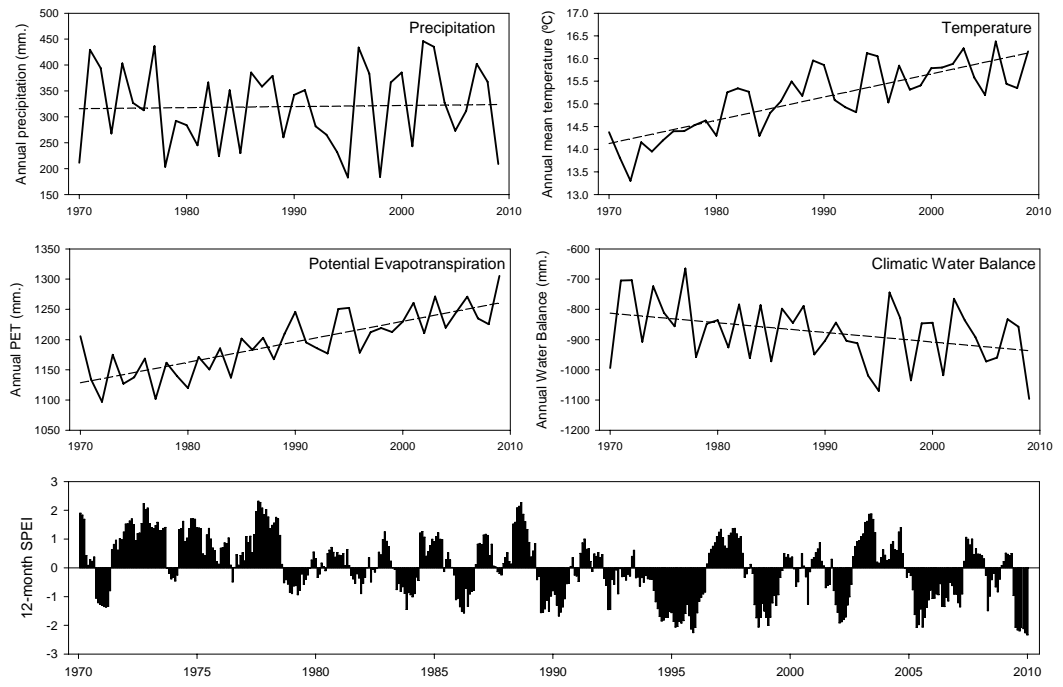 Precipitation
Annual precipitation (mm.)
500
450
400
350
300
250
200
150
1970 1980 1990 2000 2010
Temperature
Annual mean temperature (ºC)
17.0
16.5
16.0
15.5
15.0
14.5
14.0
13.5
13.0
1970 1980 1990 2000 2010
Potential Evapotranspiration
Annual PET (mm.)
1350
1300
1250
1200
1150
1100
1050
1970 1980 1990 2000 2010
Climatic Water Balance
Annual Water Balance (mm.)
-600
-700
-800
-900
-1000
-1100
-1200
1970 1980 1990 2000 2010
12-month SPEI
3
2
1
0
-1
-2
-3
1970 1975 1980 1985 1990 1995 2000 2005 2010